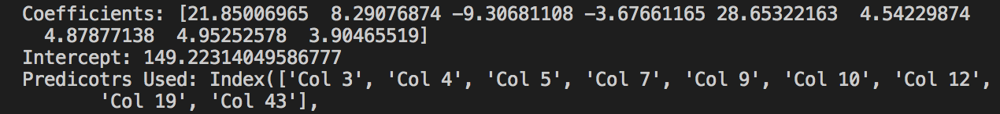 Coefficients: [21.85006965  8.29076874 −9.30681108 −3.67661165 28.65322163  4.54229874
  4.87877138  4.95252578  3.90465519]
Intercept: 149.22314049586777
Predicotrs Used: Index(['Col 3', 'Col 4', 'Col 5', 'Col 7', 'Col 9', 'Col 10', 'Col 12',
       'Col 19', 'Col 43'],